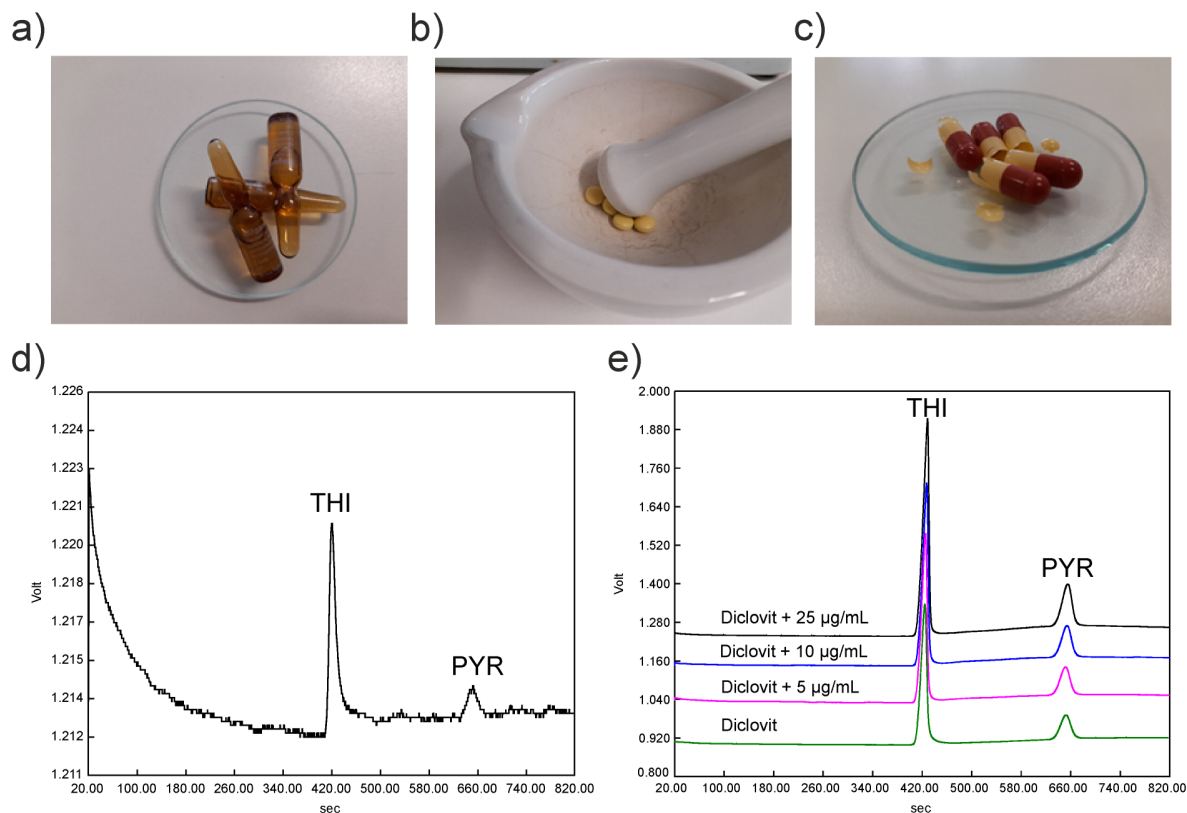 a)
b)
c)
d)
e)
1.226
1.224
1.223
1.221
1.220
1.218
1.217
1.215
1.214
1.212
1.211
Volt
THI
PYR
20.00 100.00 180.00 260.00 340.00 420.00 500.00 580.00 660.00 740.00 820.00
sec
2.000
1.880
1.760
1.640
1.520
1.400
1.280
1.160
1.040
0.920
0.800
Volt
THI
PYR
Diclovit + 25 µg/mL
Diclovit + 10 µg/mL
Diclovit + 5 µg/mL
Diclovit
20.00 100.00 180.00 260.00 340.00 420.00 500.00 580.00 660.00 740.00 820.00
sec